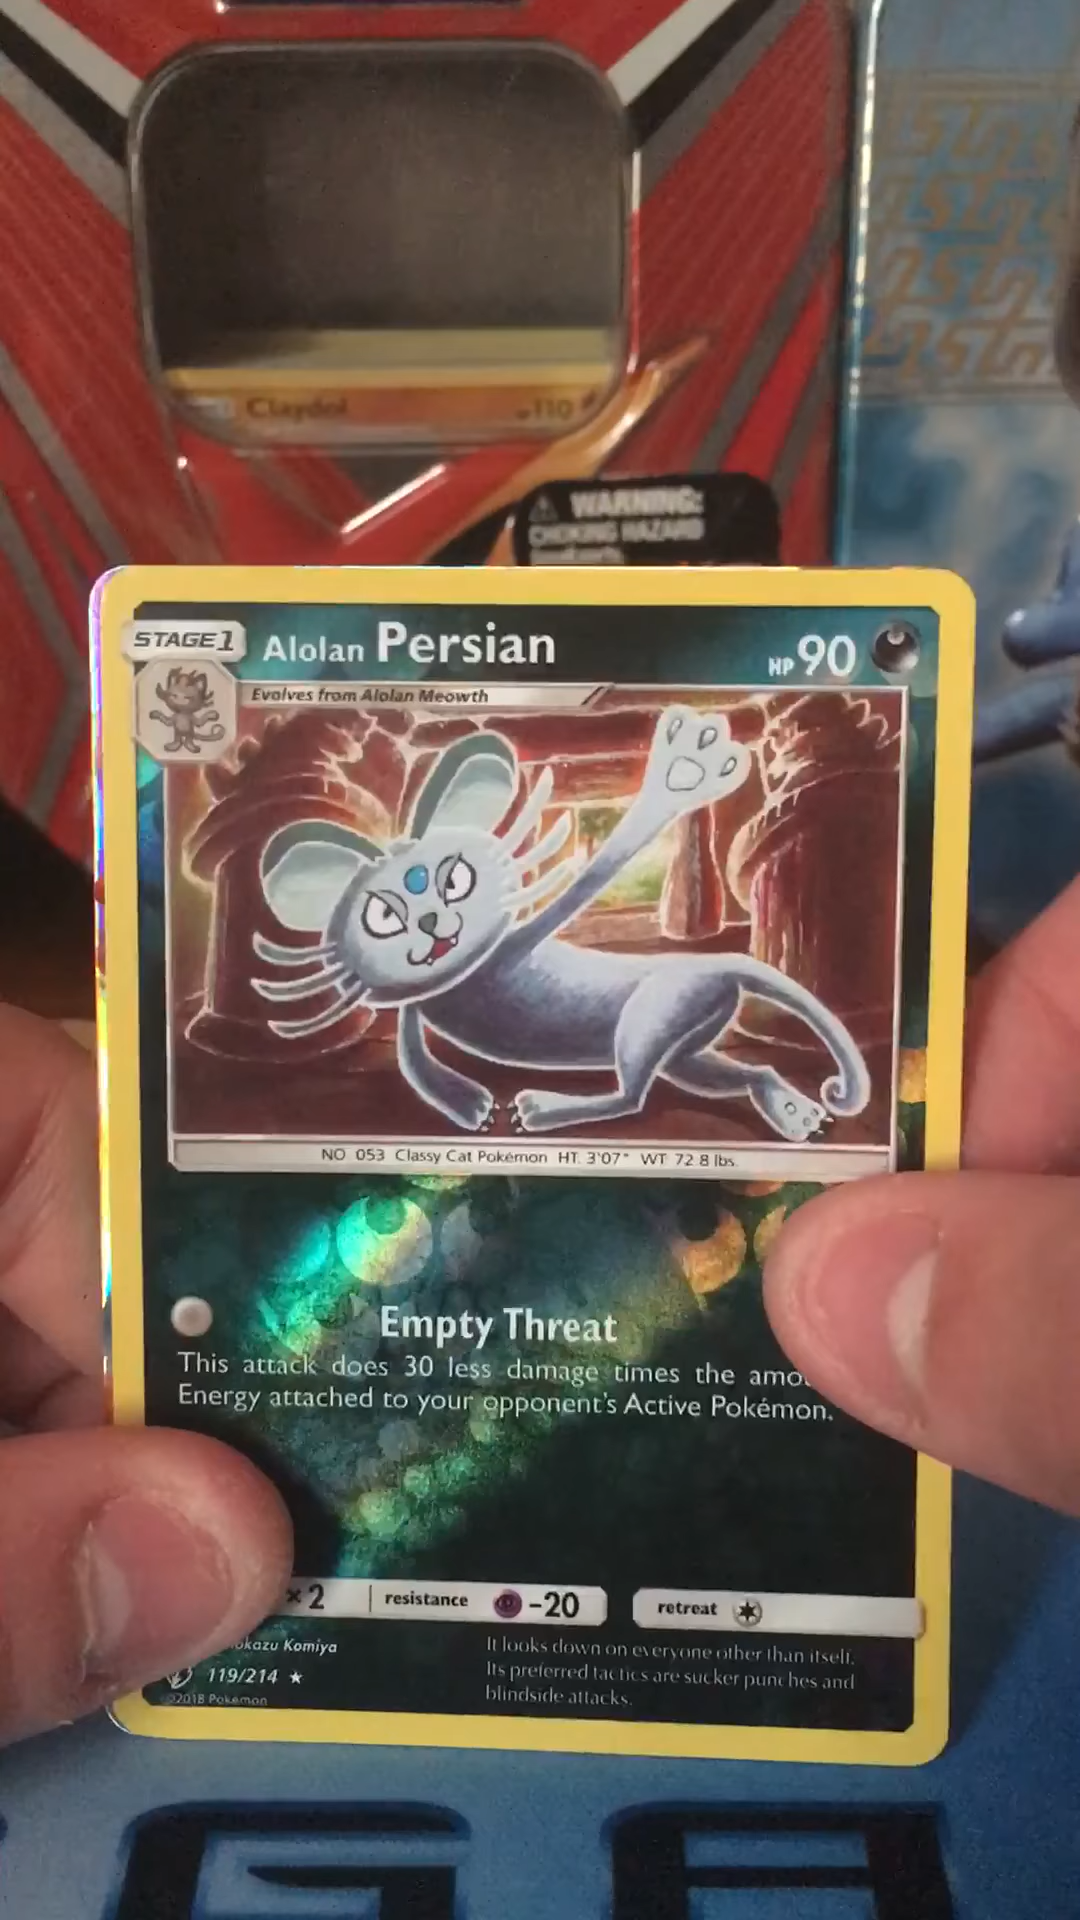 Claydol 110
WARNING:
CHOKING HAZARD
STAGE 1 Alolan Persian HP 90
Evolves from Alolan Meowth
NO. 053 Classy Cat Pokémon HT. 3'07" WT. 72.8 lbs.
Empty Threat
This attack does 30 less damage times the
Energy attached to your opponent's Active Pokémon.
×2 resistance -20 retreat
Komiya
119/214 ★
©2018 Pokémon
It looks down on everyone other than itself.
Its preferred tactics are sucker punches and
blindside attacks.